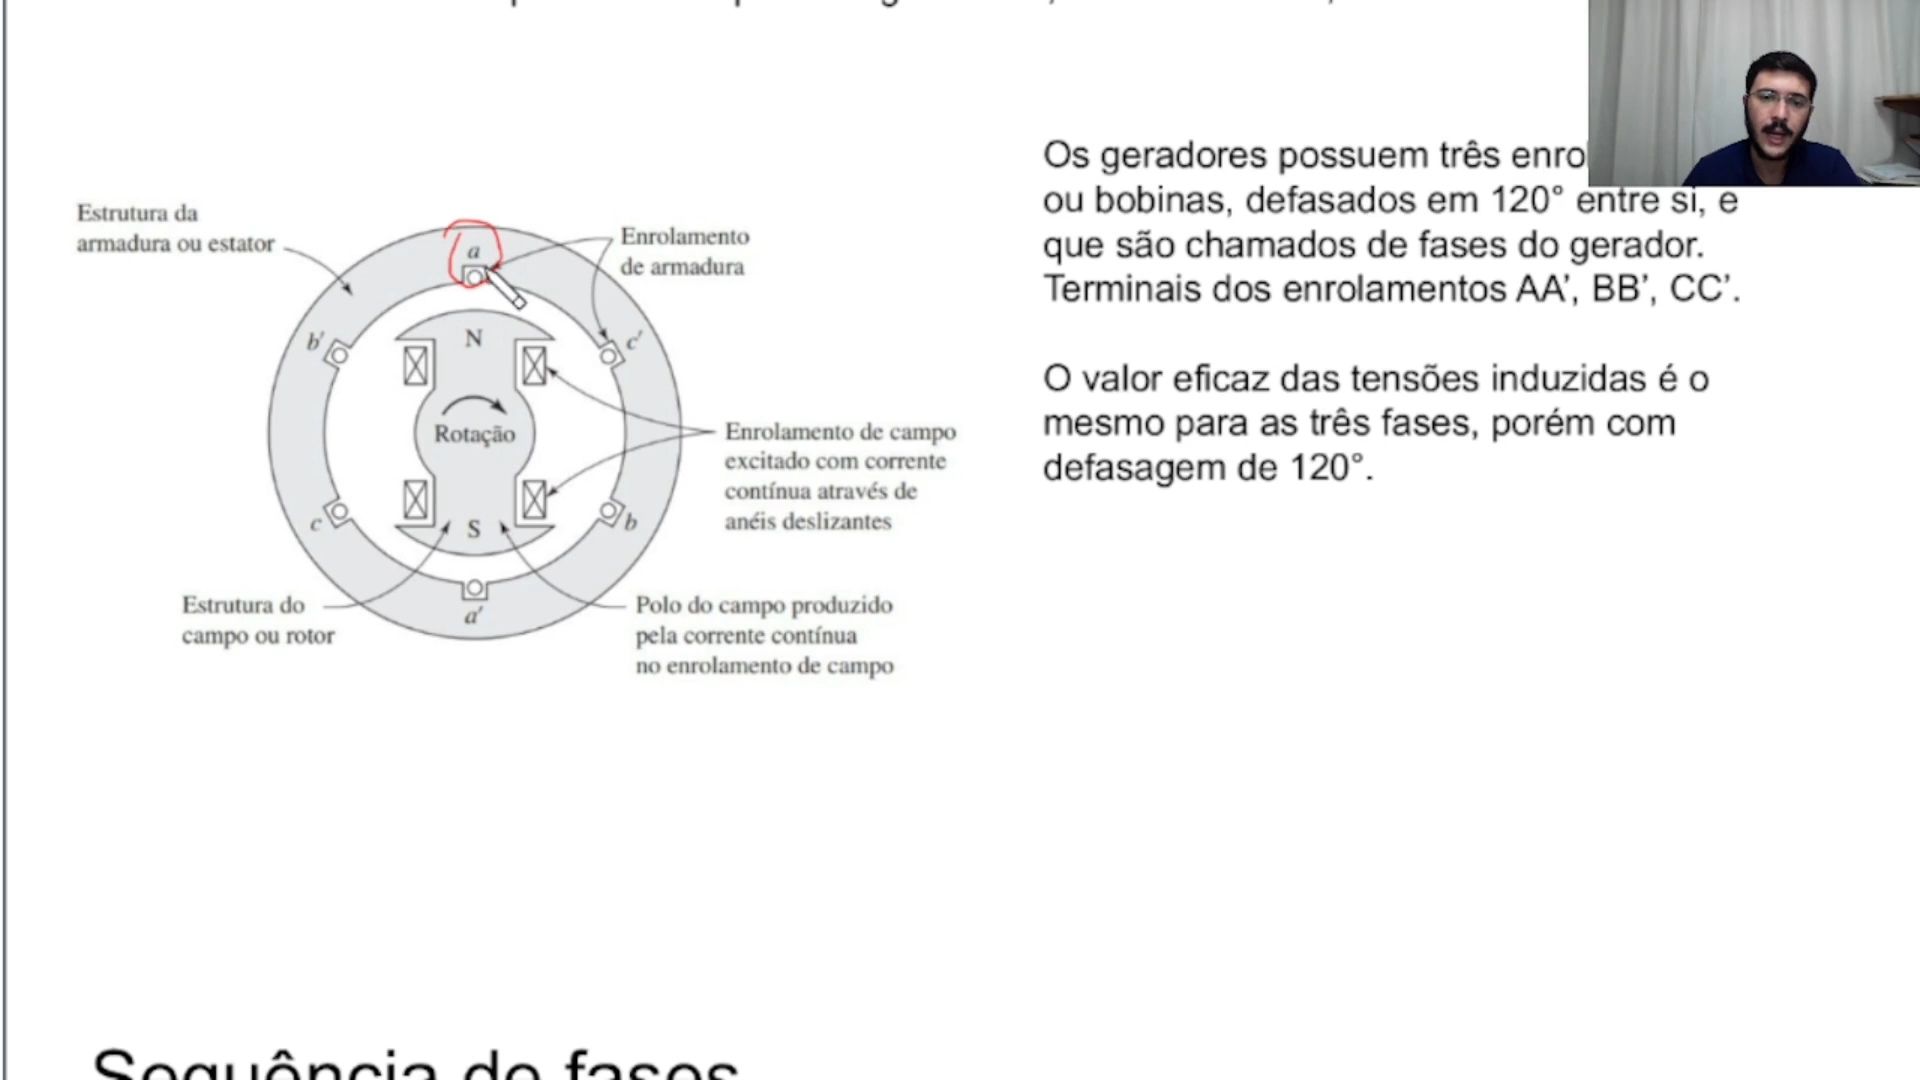 Estrutura da
armadura ou estator
a
Enrolamento
de armadura
b'
c'
N
Rotação
Enrolamento de campo
excitado com corrente
contínua através de
anéis deslizantes
c
b
S
a'
Estrutura do
campo ou rotor
Polo do campo produzido
pela corrente contínua
no enrolamento de campo
Os geradores possuem três
ou bobinas, defasados em 120° entre si, e
que são chamados de fases do gerador.
Terminais dos enrolamentos AA’, BB’, CC’.
O valor eficaz das tensões induzidas é o
mesmo para as três fases, porém com
defasagem de 120°.
Sequência de fases